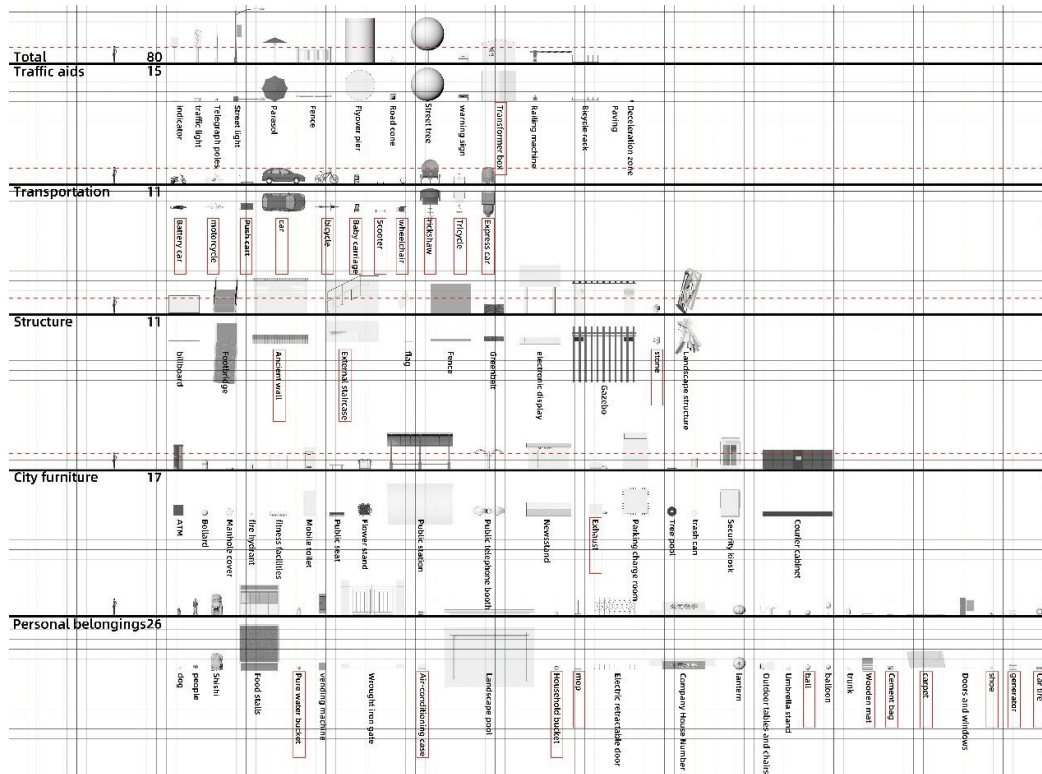 Total 80
Traffic aids 15
indicator
traffic light
Telegraph poles
Street light
Parasol
Fence
Flyover pier
Road cone
Street tree
warning sign
Transformer box
Railing machine
Bicycle rack
Paving
Deceleration zone
Transportation 11
Battery car
motorcycle
Push cart
car
bicycle
Baby carriage
Scooter
wheelchair
rickshaw
Tricycle
Express car
Structure 11
billboard
Footbridge
Ancient wall
External staircase
flag
Fence
Greenbelt
electronic display
Gazebo
stone
Landscape structure
City furniture 17
ATM
Bollard
Manhole cover
fire hydrant
fitness facilities
Mobile toilet
Public seat
Flower stand
Public station
Public telephone booth
Newsstand
Exhaust
Parking charge room
Tree pool
trash can
Security kiosk
Courier cabinet
Personal belongings26
dog
people
Shishi
Food stalls
Pure water bucket
vending machine
Wrought iron gate
Air-conditioning case
Landscape pool
Household bucket
mop
Electric retractable door
Company House Number
lantern
Outdoor tables and chairs
Umbrella stand
ball
balloon
trunk
Wooden mat
Cement bag
carpet
Doors and windows
shoe
generator
Car tire